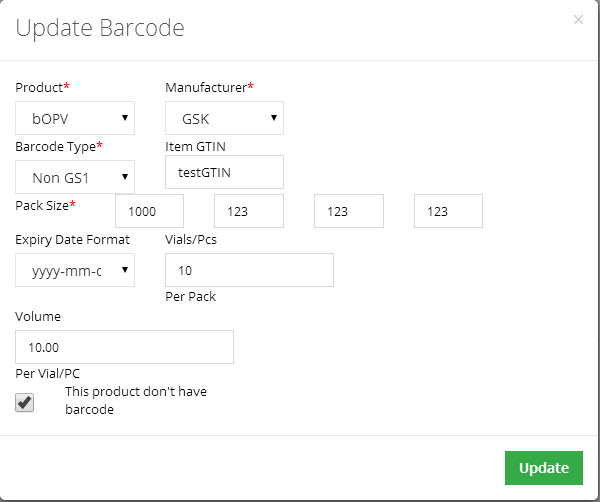 Update Barcode ×
Product* Manufacturer*
bOPV GSK
Barcode Type* Item GTIN
Non GS1 testGTIN
Pack Size* 1000 123 123 123
Expiry Date Format Vials/Pcs
yyyy-mm-d 10
Per Pack
Volume
10.00
Per Vial/PC
This product don't have
barcode
Update